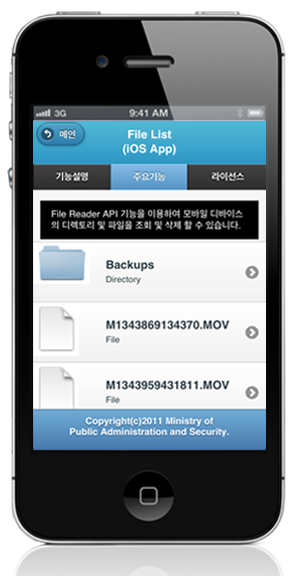 3G 9:41 AM
메인
File List
(iOS App)
기능설명 주요기능 라이선스
File Reader API 기능을 이용하여 모바일 디바이스
의 디렉토리 및 파일을 조회 및 삭제 할 수 있습니다.
Backups
Directory
M1343869134370.MOV
File
M1343959431811.MOV
File
Copyright(c)2011 Ministry of
Public Administration and Security.